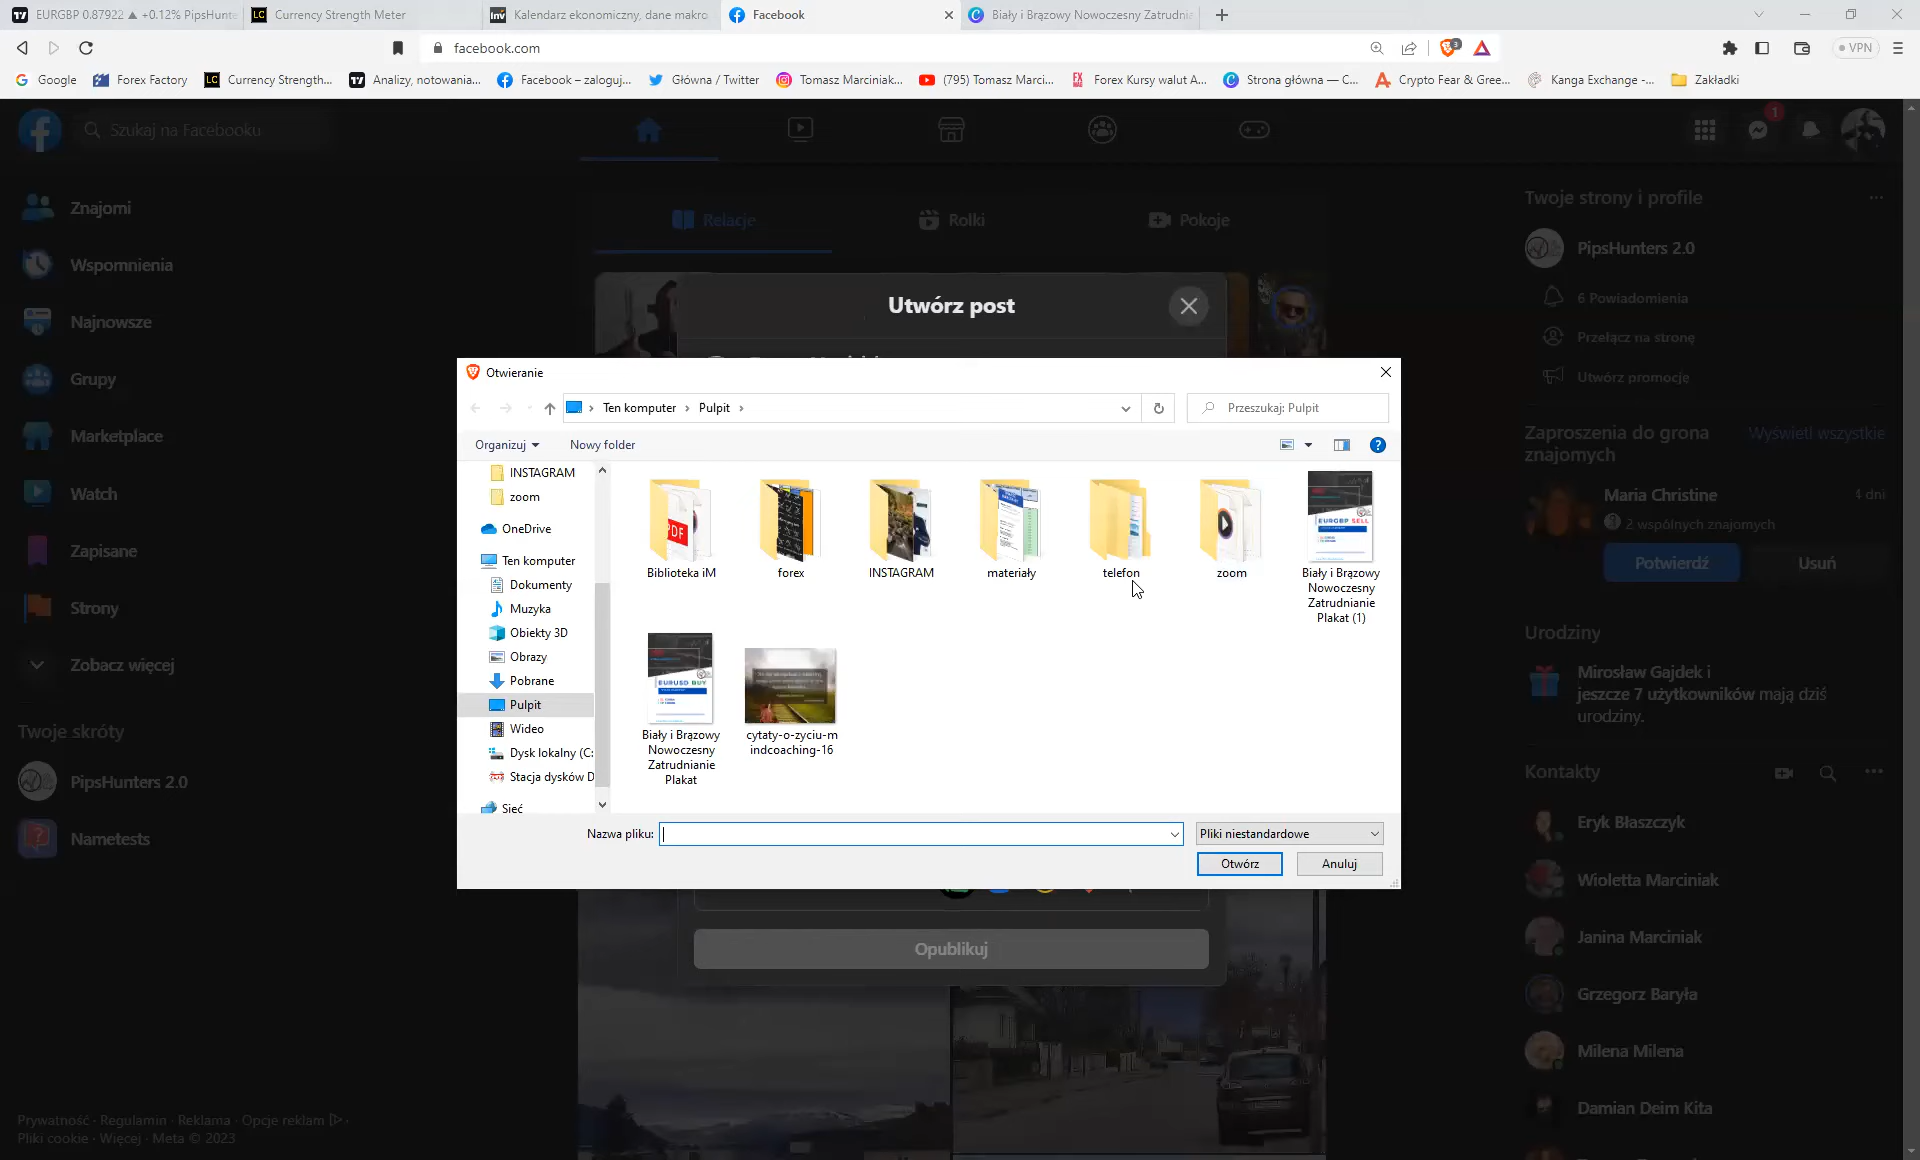 EURGBP 0.87922 ▲ +0.12% PipsHunte
Currency Strength Meter
Kalendarz ekonomiczny, dane makro
Facebook
Biały i Brązowy Nowoczesny Zatrudnia
facebook.com
3
VPN
Google
Forex Factory
Currency Strength...
Analizy, notowania...
Facebook – zaloguj...
Główna / Twitter
Tomasz Marciniak...
(795) Tomasz Marci...
Forex Kursy walut A...
Strona główna — C...
Crypto Fear & Gree...
Kanga Exchange -...
Zakładki
Szukaj na Facebooku
1
Znajomi
Wspomnienia
Najnowsze
Grupy
Marketplace
Watch
Zapisane
Strony
Zobacz więcej
Twoje skróty
PipsHunters 2.0
Nametests
Prywatność · Regulamin · Reklama · Opcje reklam ·
Pliki cookie · Więcej · Meta © 2023
Relacje
Rolki
Pokoje
Utwórz post
Otwieranie
Ten komputer
Pulpit
Przeszukaj: Pulpit
Organizuj
Nowy folder
INSTAGRAM
zoom
OneDrive
Ten komputer
Dokumenty
Muzyka
Obiekty 3D
Obrazy
Pobrane
Pulpit
Wideo
Dysk lokalny (C:
Stacja dysków D
Sieć
PDF
Biblioteka iM
forex
INSTAGRAM
materiały
telefon
zoom
EURGBP SELL
Biały i Brązowy
Nowoczesny
Zatrudnianie
Plakat (1)
EURUSD BUY
Biały i Brązowy
Nowoczesny
Zatrudnianie
Plakat
cytaty-o-zyciu-m
indcoaching-16
Nazwa pliku:
Pliki niestandardowe
Otwórz
Anuluj
Opublikuj
Twoje strony i profile
PipsHunters 2.0
6 Powiadomienia
Przełącz na stronę
Utwórz promocję
Zaproszenia do grona
znajomych
Wyświetl wszystkie
Maria Christine
4 dni
2 wspólnych znajomych
Potwierdź
Usuń
Urodziny
Mirosław Gajdek i
jeszcze 7 użytkowników mają dziś
urodziny.
Kontakty
Eryk Błaszczyk
Wioletta Marciniak
Janina Marciniak
Grzegorz Baryła
Milena Milena
Damian Deim Kita